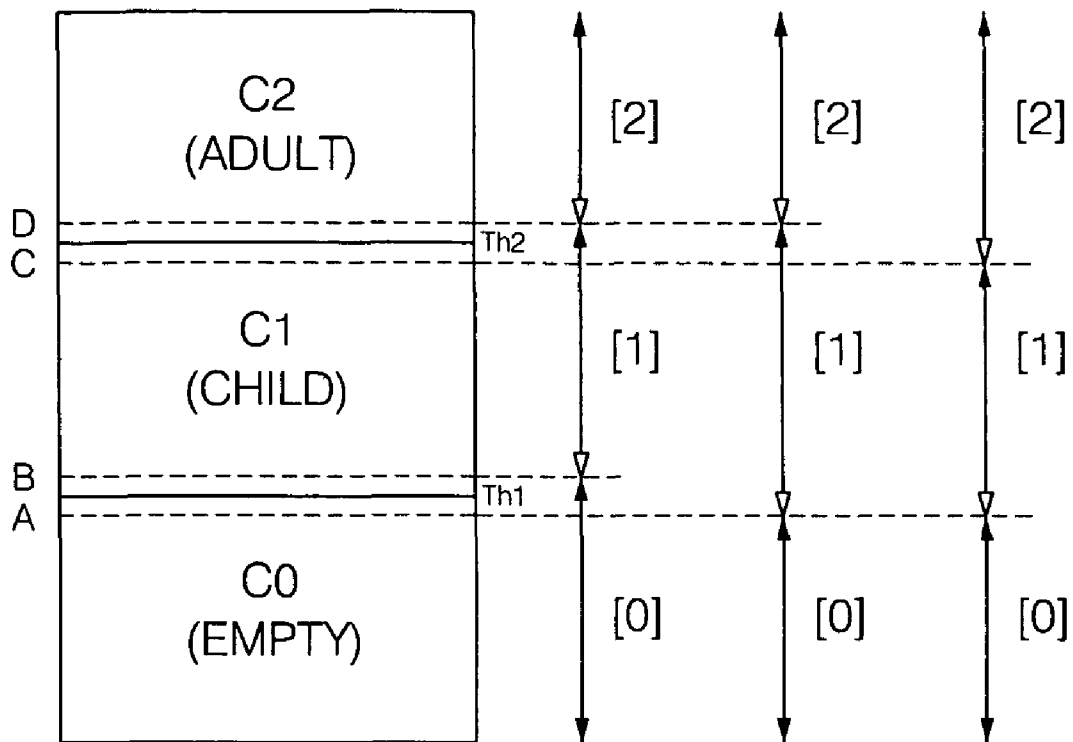 C2
(ADULT)
[2] [2] [2]
D
Th2
C
C1
(CHILD)
[1] [1] [1]
B
Th1
A
C0
(EMPTY)
[0] [0] [0]